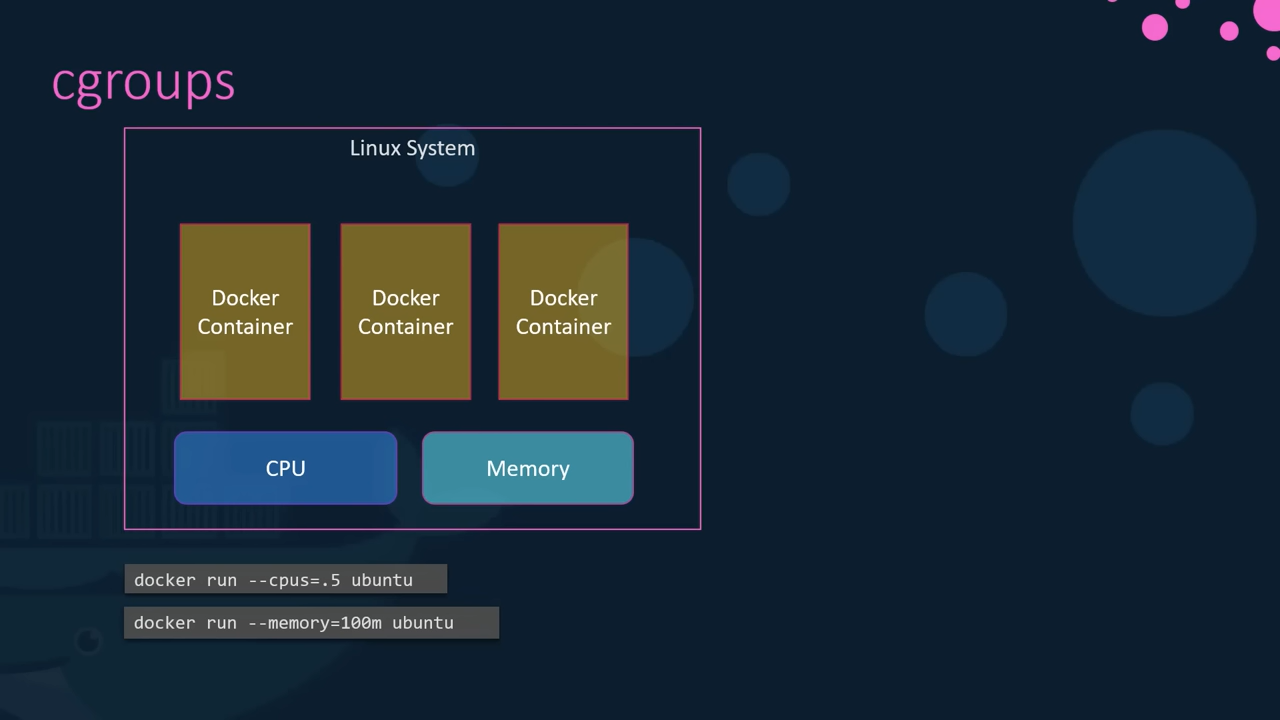 cgroups
Linux System
Docker
Container
Docker
Container
Docker
Container
CPU
Memory
docker run --cpus=.5 ubuntu
docker run --memory=100m ubuntu